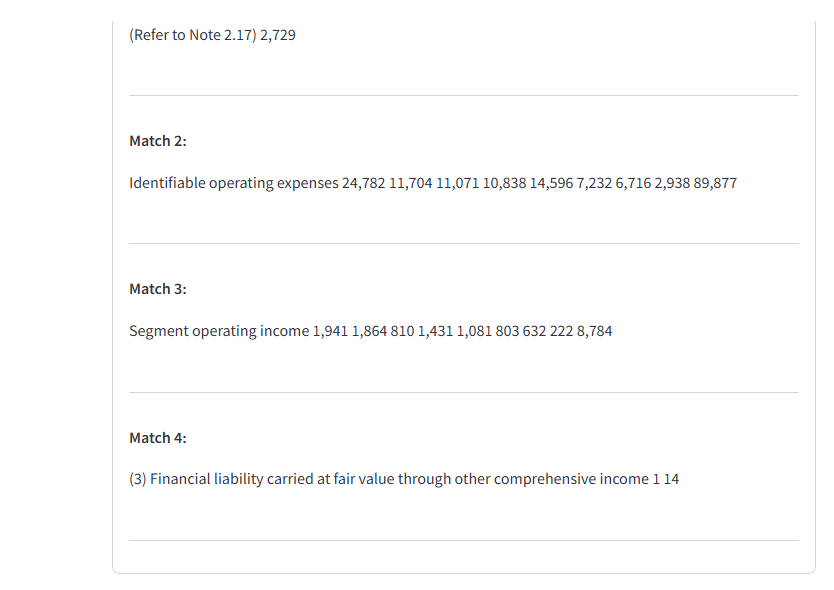 (Refer to Note 2.17) 2,729
Match 2:
Identifiable operating expenses 24,782 11,704 11,071 10,838 14,596 7,232 6,716 2,938 89,877
Match 3:
Segment operating income 1,941 1,864 810 1,431 1,081 803 632 222 8,784
Match 4:
(3) Financial liability carried at fair value through other comprehensive income 1 14